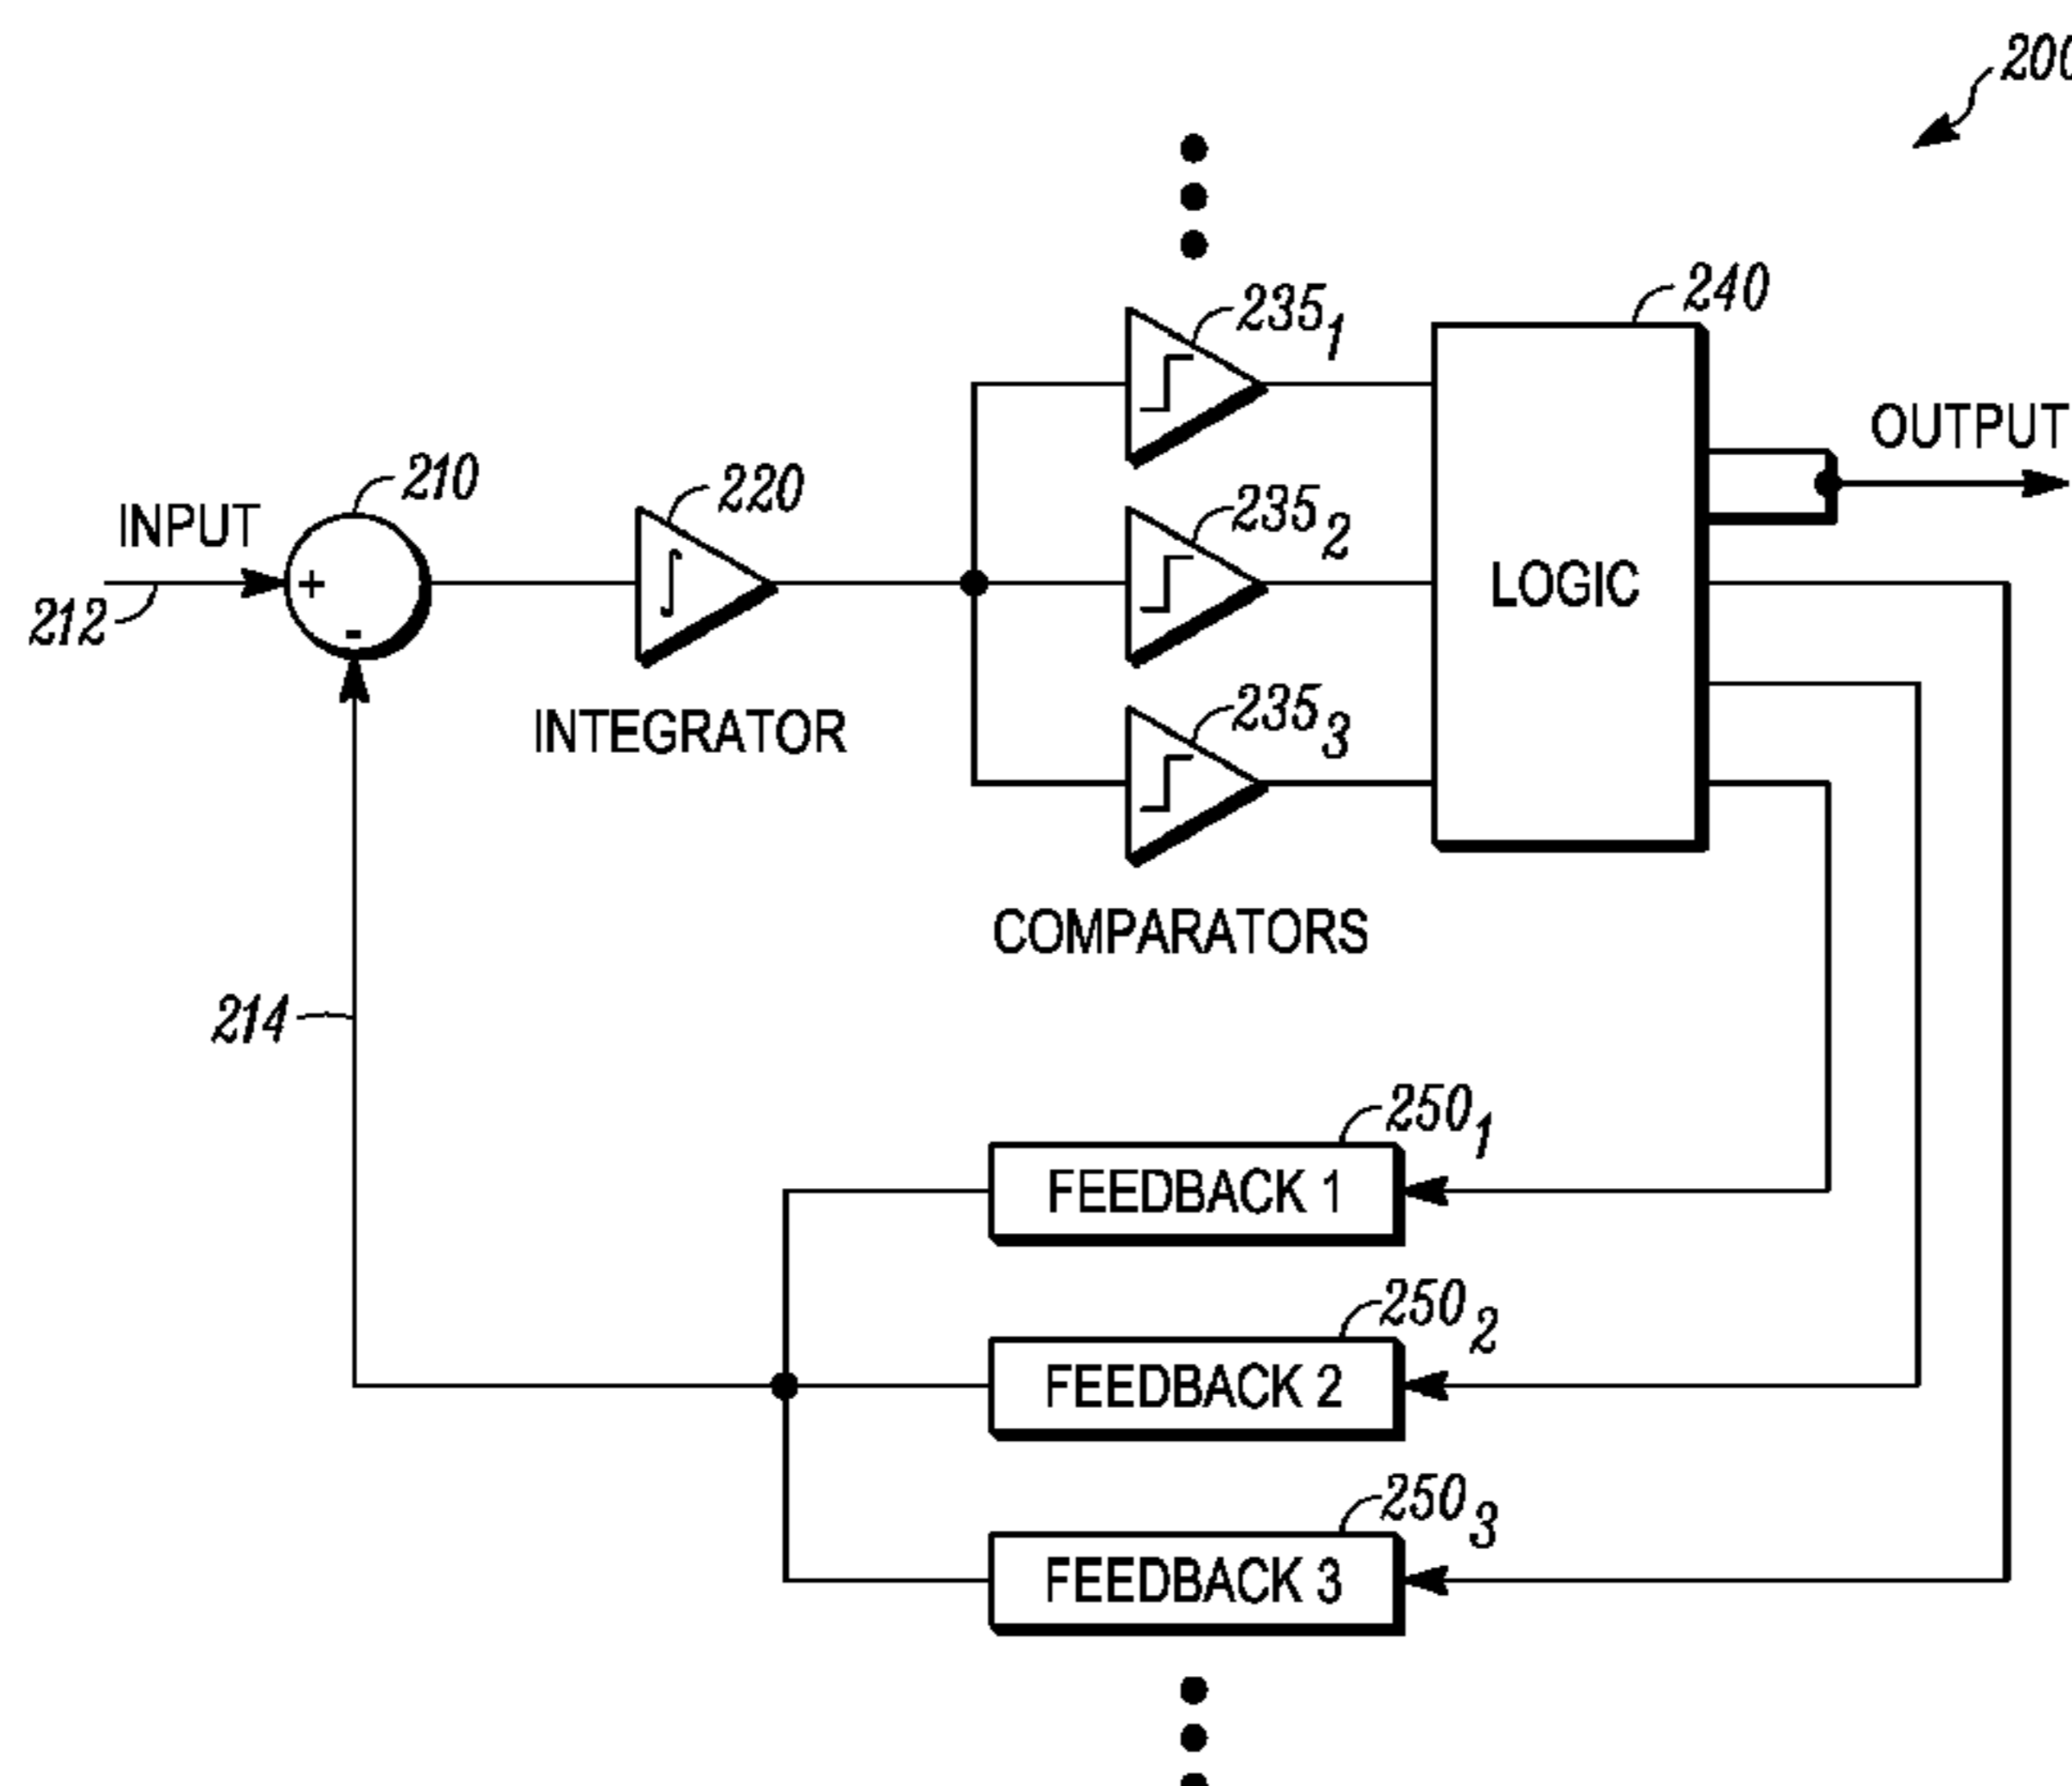 200
235₁
240
OUTPUT
210
220
235₂
INPUT
+
LOGIC
212
-
∫
235₃
INTEGRATOR
COMPARATORS
214
250₁
FEEDBACK 1
250₂
FEEDBACK 2
250₃
FEEDBACK 3